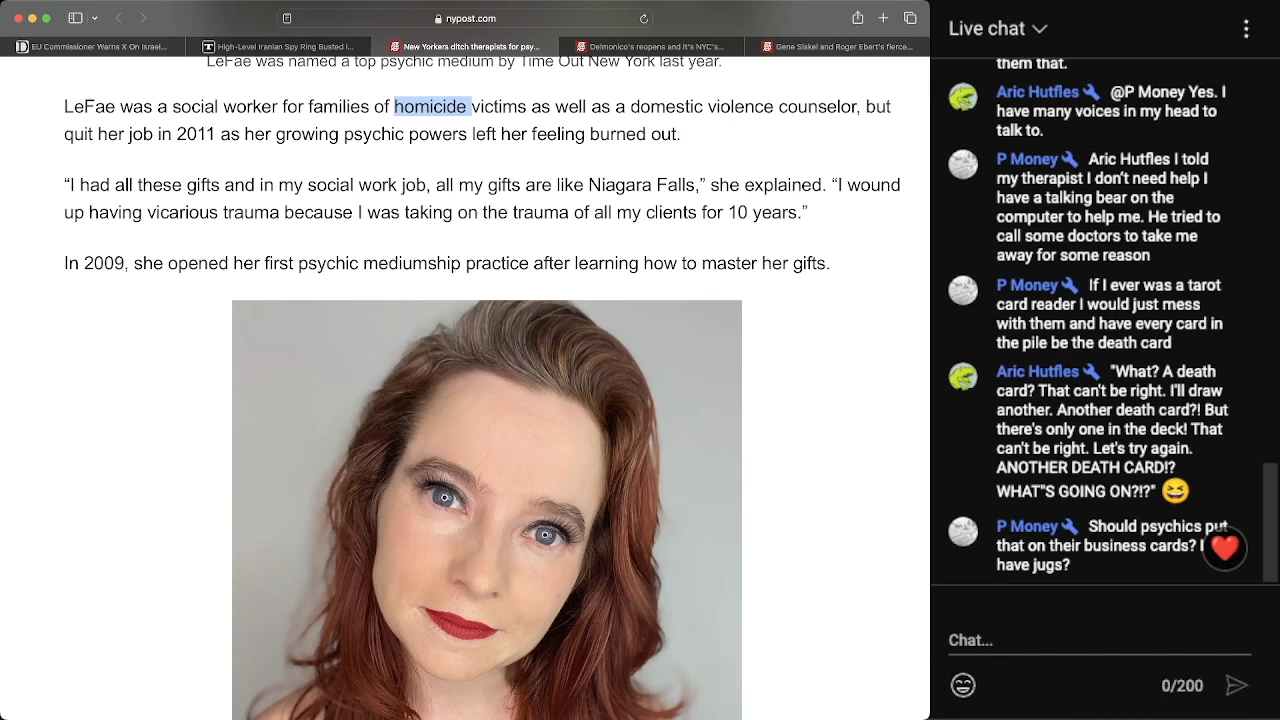 nypost.com
EU Commissioner Warns X On Israel...
High-Level Iranian Spy Ring Busted i...
New Yorkers ditch therapists for psy...
Delmonico's reopens and it's NYC's...
Gene Siskel and Roger Ebert's fierce...
LeFae was named a top psychic medium by Time Out New York last year.
LeFae was a social worker for families of homicide victims as well as a domestic violence counselor, but
quit her job in 2011 as her growing psychic powers left her feeling burned out.
“I had all these gifts and in my social work job, all my gifts are like Niagara Falls,” she explained. “I wound
up having vicarious trauma because I was taking on the trauma of all my clients for 10 years.”
In 2009, she opened her first psychic mediumship practice after learning how to master her gifts.
Live chat
them that.
Aric Hutfles @P Money Yes. I
have many voices in my head to
talk to.
P Money Aric Hutfles I told
my therapist I don't need help I
have a talking bear on the
computer to help me. He tried to
call some doctors to take me
away for some reason
P Money If I ever was a tarot
card reader I would just mess
with them and have every card in
the pile be the death card
Aric Hutfles "What? A death
card? That can't be right. I'll draw
another. Another death card?! But
there's only one in the deck! That
can't be right. Let's try again.
ANOTHER DEATH CARD!?
WHAT"S GOING ON?!?"
P Money Should psychics put
that on their business cards? I
have jugs?
Chat...
0/200